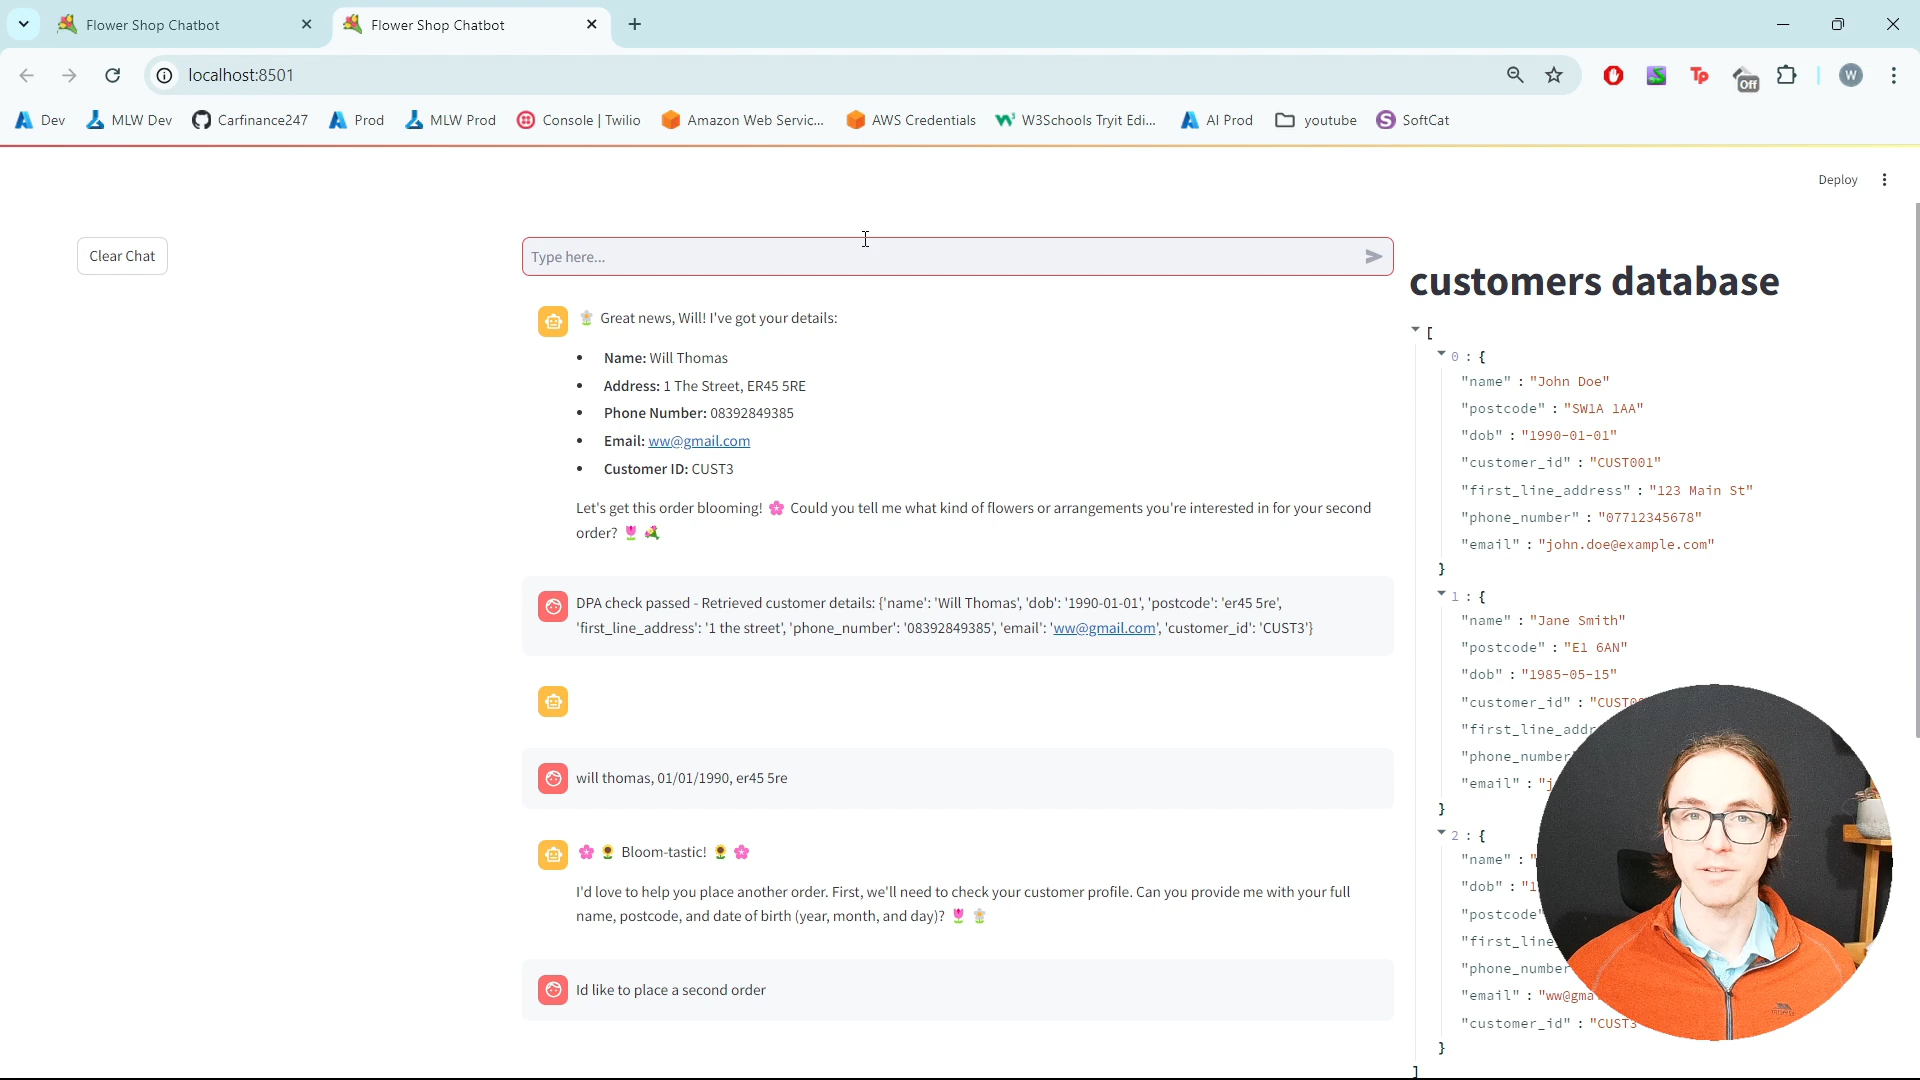 Flower Shop Chatbot
Flower Shop Chatbot
localhost:8501
Tp
Off
W
Dev
MLW Dev
Carfinance247
Prod
MLW Prod
Console | Twilio
Amazon Web Servic...
AWS Credentials
W3Schools Tryit Edi...
AI Prod
youtube
SoftCat
Deploy
Clear Chat
Type here...
Great news, Will! I've got your details:
• Name: Will Thomas
• Address: 1 The Street, ER45 5RE
• Phone Number: 08392849385
• Email: ww@gmail.com
• Customer ID: CUST3
Let's get this order blooming! 🌸 Could you tell me what kind of flowers or arrangements you're interested in for your second
order? 🌷 💐
DPA check passed - Retrieved customer details: {'name': 'Will Thomas', 'dob': '1990-01-01', 'postcode': 'er45 5re',
'first_line_address': '1 the street', 'phone_number': '08392849385', 'email': 'ww@gmail.com', 'customer_id': 'CUST3'}
will thomas, 01/01/1990, er45 5re
🌸 🌻 Bloom-tastic! 🌻 🌸
I'd love to help you place another order. First, we'll need to check your customer profile. Can you provide me with your full
name, postcode, and date of birth (year, month, and day)? 🌷 🌼
Id like to place a second order
customers database
[
0 : {
"name" : "John Doe"
"postcode" : "SW1A 1AA"
"dob" : "1990-01-01"
"customer_id" : "CUST001"
"first_line_address" : "123 Main St"
"phone_number" : "07712345678"
"email" : "john.doe@example.com"
}
1 : {
"name" : "Jane Smith"
"postcode" : "E1 6AN"
"dob" : "1985-05-15"
"customer_id" : "CUST0
"first_line_addr
"phone_number
"email" : "j
}
2 : {
"name" : "
"dob" : "1
"postcode"
"first_line
"phone_number
"email" : "ww@gma
"customer_id" : "CUST3
}
]